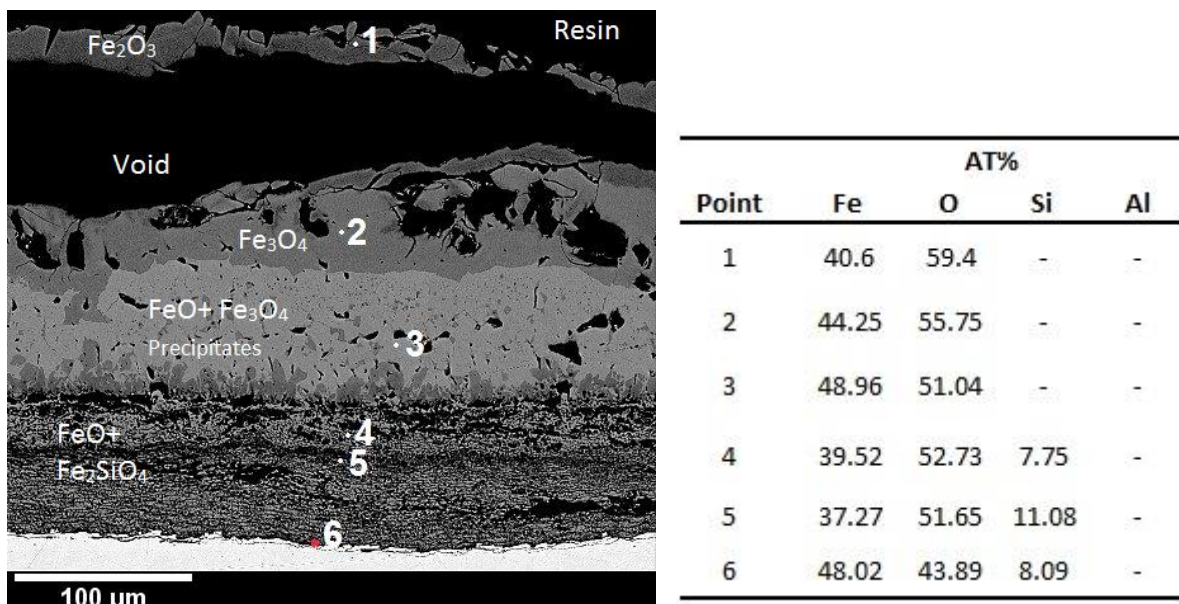 Resin
Fe₂O₃
1
Void
2
Fe₃O₄
FeO+ Fe₃O₄
Precipitates
3
FeO+
4
Fe₂SiO₄
5
6
100 µm
AT%
Point Fe O Si Al
1 40.6 59.4 - -
2 44.25 55.75 - -
3 48.96 51.04 - -
4 39.52 52.73 7.75 -
5 37.27 51.65 11.08 -
6 48.02 43.89 8.09 -